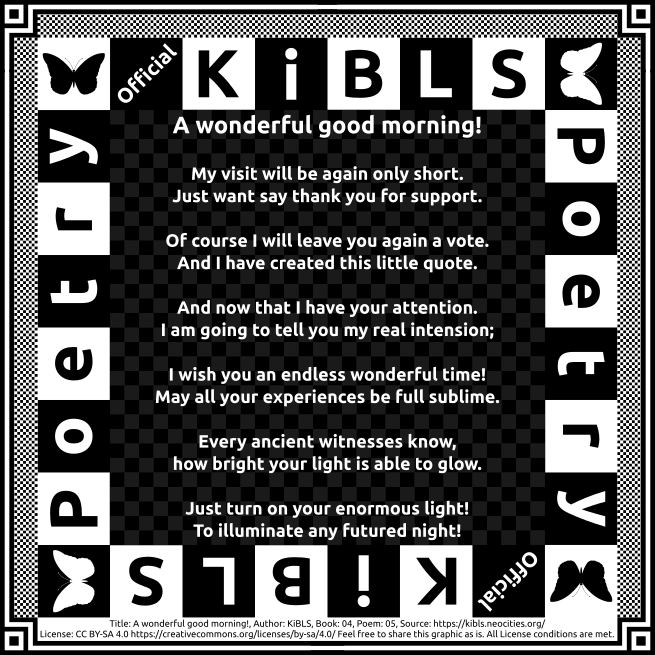 Official KiBLS
Poetry
Poetry
A wonderful good morning!
My visit will be again only short.
Just want say thank you for support.
Of course I will leave you again a vote.
And I have created this little quote.
And now that I have your attention.
I am going to tell you my real intension;
I wish you an endless wonderful time!
May all your experiences be full sublime.
Every ancient witnesses know,
how bright your light is able to glow.
Just turn on your enormous light!
To illuminate any futured night!
Official KiBLS
Title: A wonderful good morning!, Author: KiBLS, Book: 04, Poem: 05, Source: https://kibls.neocities.org/
License: CC BY-SA 4.0 https://creativecommons.org/licenses/by-sa/4.0/ Feel free to share this graphic as is. All License conditions are met.